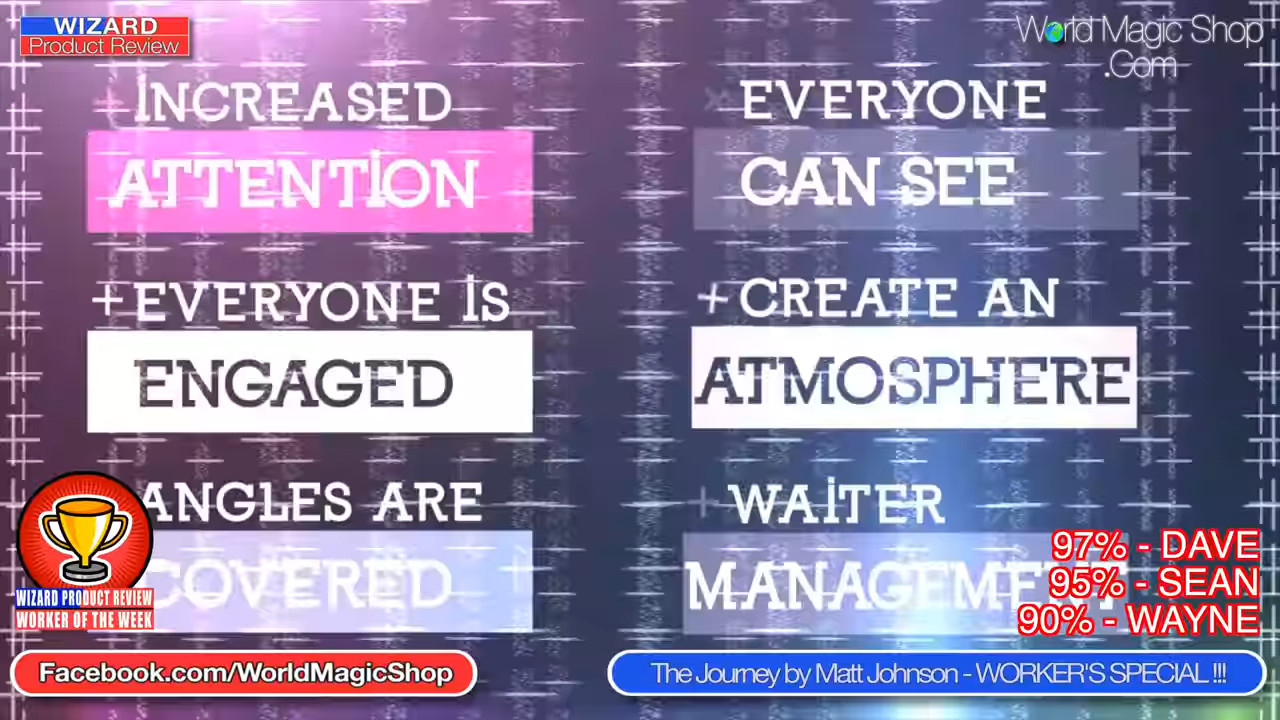 WIZARD
Product Review
World Magic Shop
.Com
+ INCREASED
ATTENTION
+ EVERYONE IS
ENGAGED
ANGLES ARE
COVERED
× EVERYONE
CAN SEE
+ CREATE AN
ATMOSPHERE
+ WAITER
MANAGEMENT
97% - DAVE
95% - SEAN
90% - WAYNE
WIZARD PRODUCT REVIEW
WORKER OF THE WEEK
Facebook.com/WorldMagicShop
The Journey by Matt Johnson - WORKER'S SPECIAL !!!